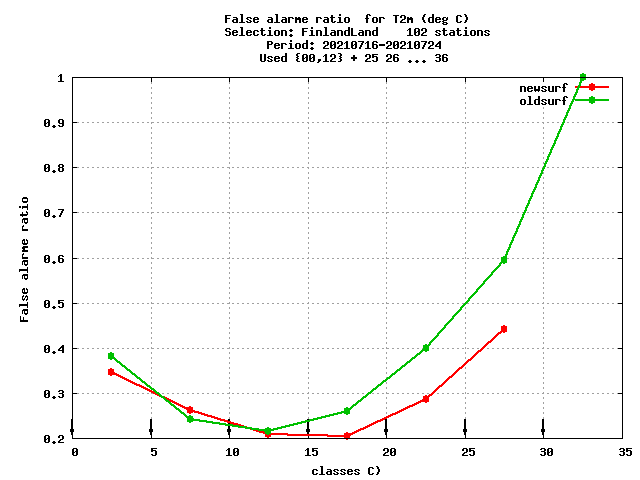 False alarme ratio  for T2m (deg C)
Selection: FinlandLand    102 stations
Period: 20210716-20210724
Used {00,12} + 25 26 ... 36
newsurf
oldsurf
1
0.9
0.8
0.7
0.6
0.5
0.4
0.3
0.2
False alarme ratio
0 5 10 15 20 25 30 35
classes C)